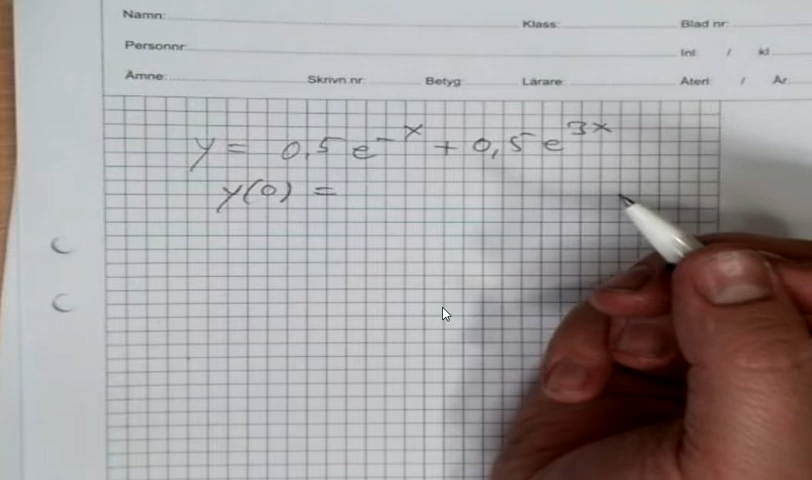 Namn: Klass: Blad nr:
Personnr: Inl: / kl
Ämne: Skrivn.nr: Betyg: Lärare: Återl: / År
y = 0,5e^{-x} + 0,5e^{3x}
y(0) =